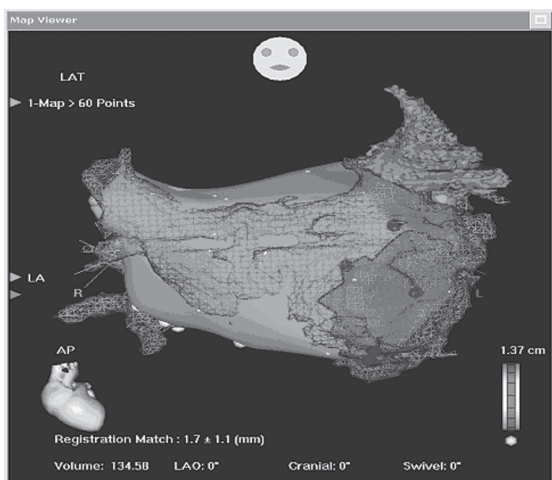 Map Viewer
LAT
1-Map > 60 Points
LA
R
L
AP
1.37 cm
Registration Match : 1.7 ± 1.1 (mm)
Volume: 134.58 LAO: 0° Cranial: 0° Swivel: 0°